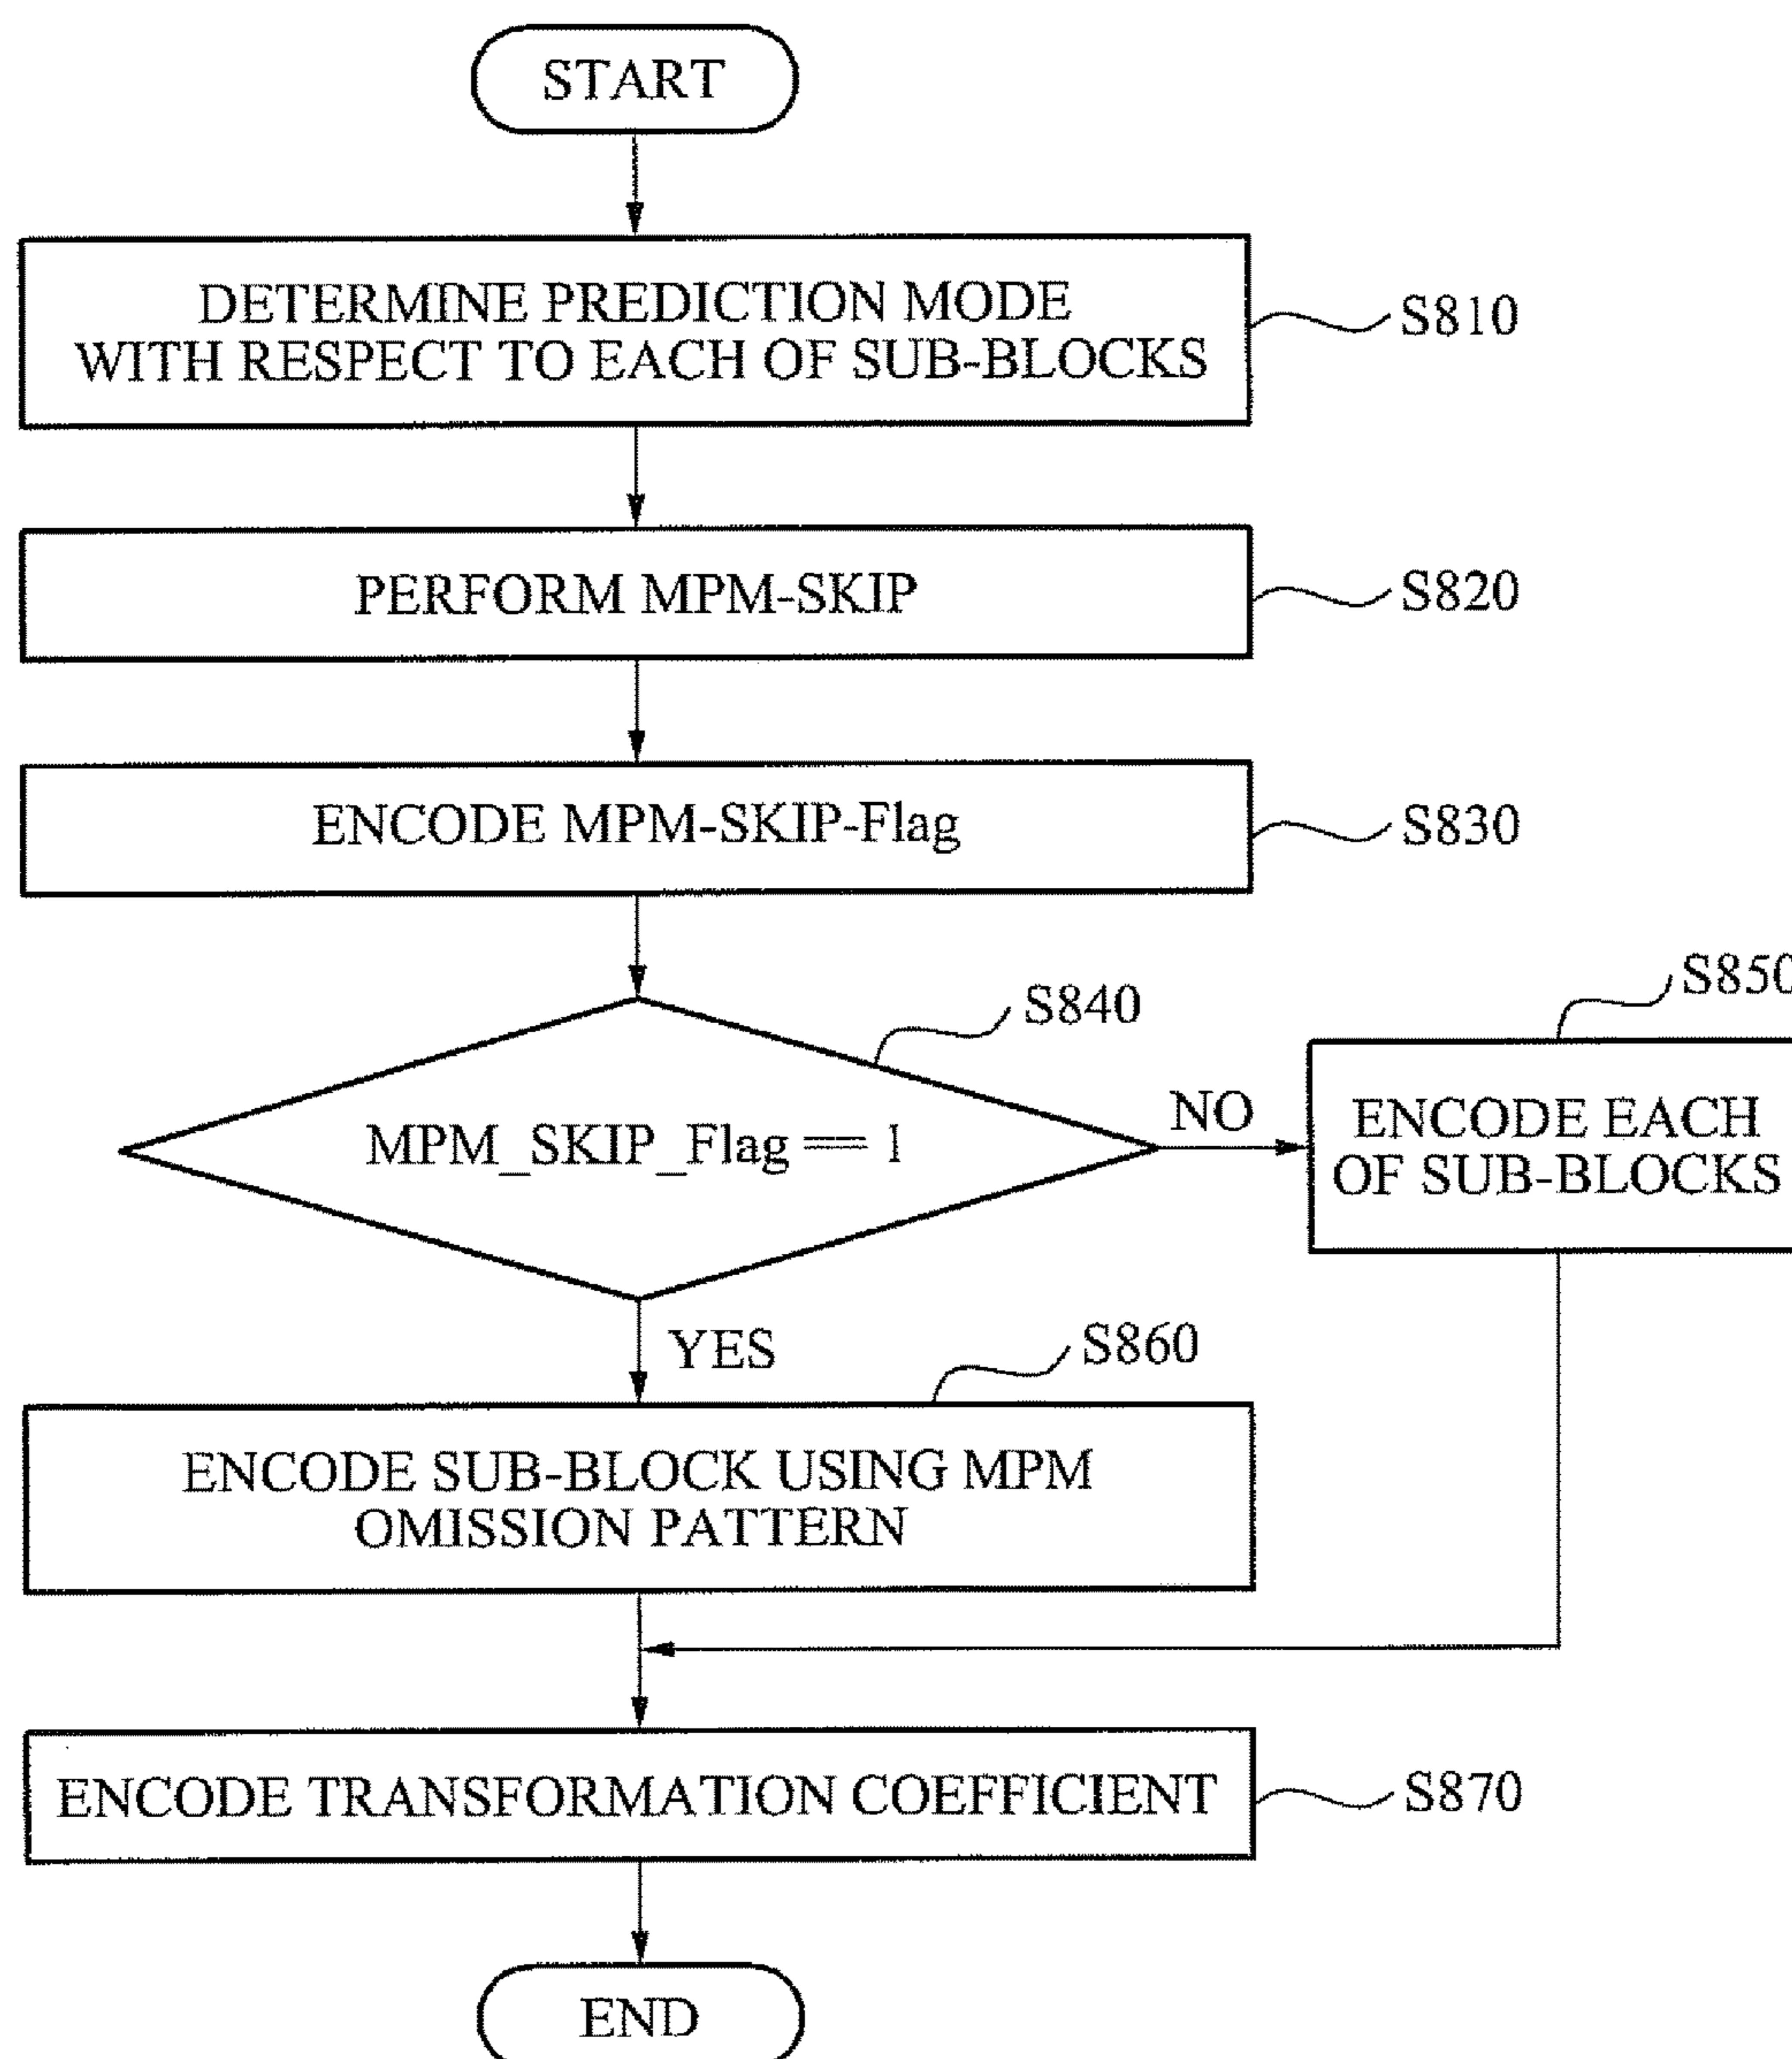 START
DETERMINE PREDICTION MODE
WITH RESPECT TO EACH OF SUB-BLOCKS
S810
PERFORM MPM-SKIP
S820
ENCODE MPM-SKIP-Flag
S830
S840
MPM_SKIP_Flag == 1
NO
S850
ENCODE EACH
OF SUB-BLOCKS
YES
S860
ENCODE SUB-BLOCK USING MPM
OMISSION PATTERN
ENCODE TRANSFORMATION COEFFICIENT
S870
END